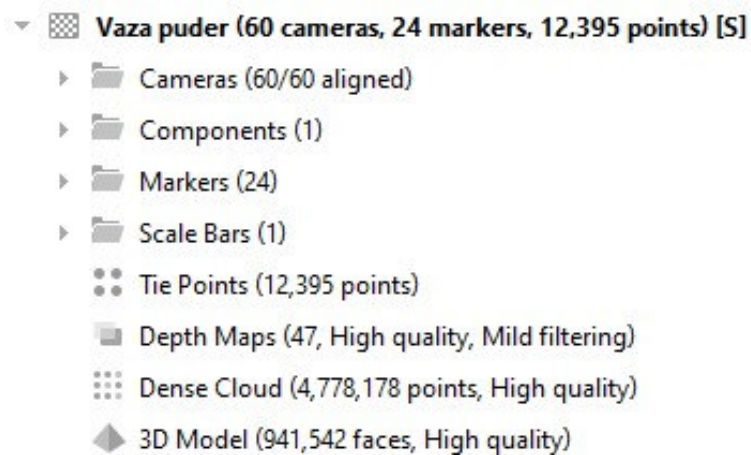 Vaza puder (60 cameras, 24 markers, 12,395 points) [S]
Cameras (60/60 aligned)
Components (1)
Markers (24)
Scale Bars (1)
Tie Points (12,395 points)
Depth Maps (47, High quality, Mild filtering)
Dense Cloud (4,778,178 points, High quality)
3D Model (941,542 faces, High quality)